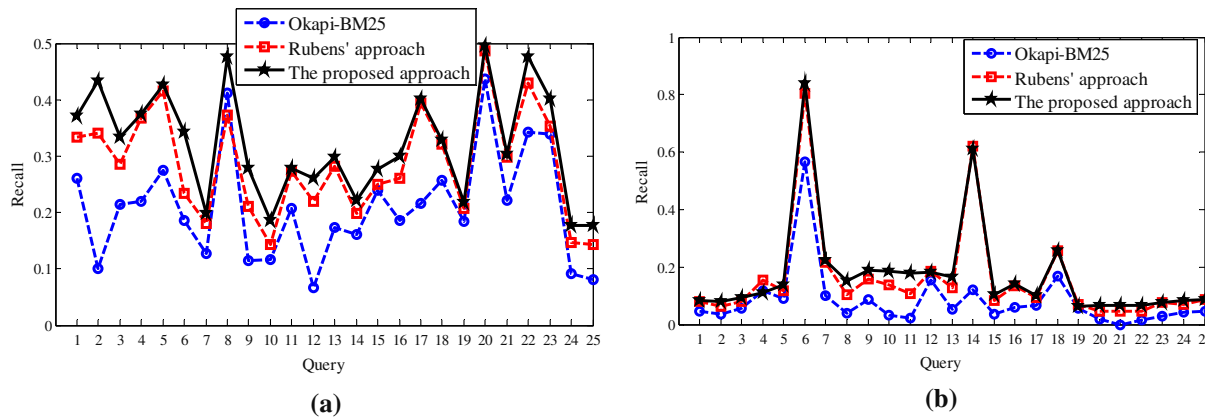 Okapi-BM25
Rubens' approach
The proposed approach
0.5
0.4
0.3
0.2
0.1
0
Recall
1 2 3 4 5 6 7 8 9 10 11 12 13 14 15 16 17 18 19 20 21 22 23 24 25
Query
(a)
Okapi-BM25
Rubens' approach
The proposed approach
1
0.8
0.6
0.4
0.2
0
Recall
1 2 3 4 5 6 7 8 9 10 11 12 13 14 15 16 17 18 19 20 21 22 23 24 2
Query
(b)